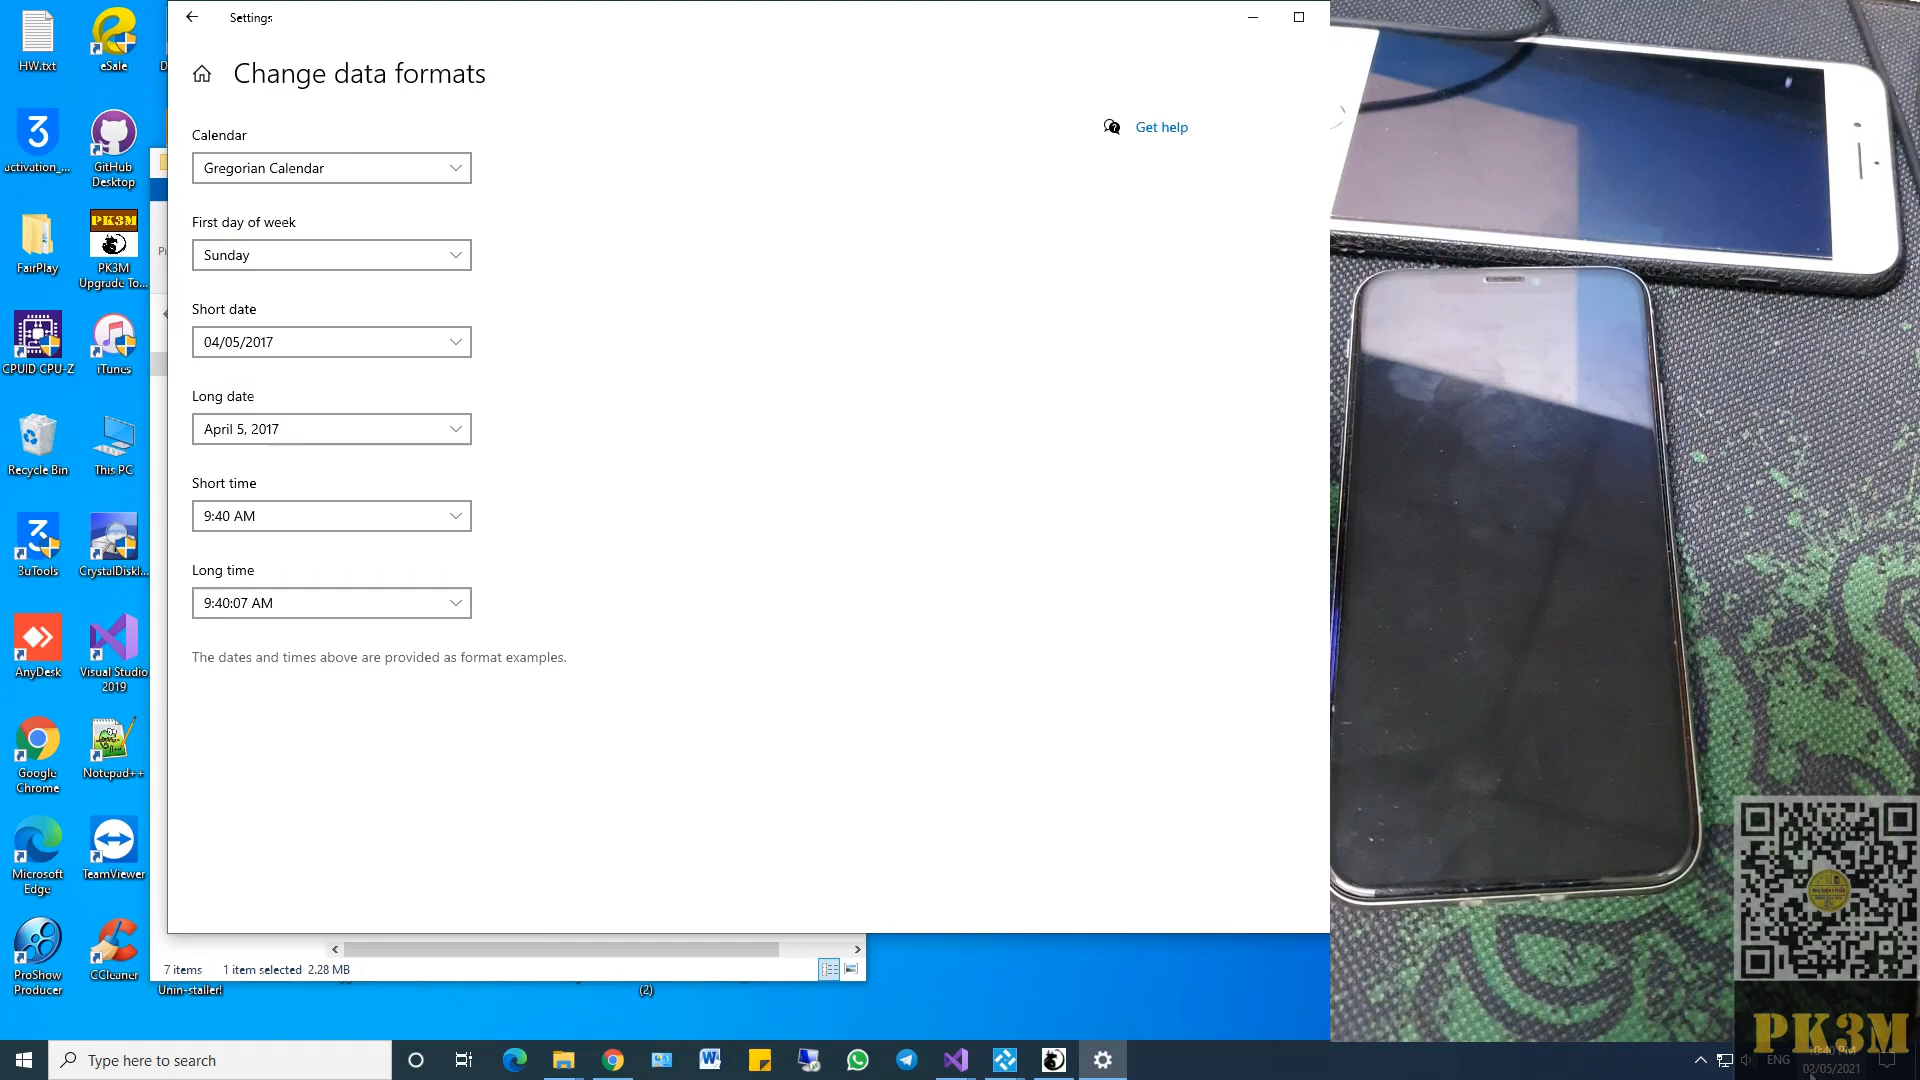 Settings
Change data formats
Get help
Calendar
Gregorian Calendar
First day of week
Sunday
Short date
04/05/2017
Long date
April 5, 2017
Short time
9:40 AM
Long time
9:40:07 AM
The dates and times above are provided as format examples.
HW.txt
eSale
activation_...
GitHub
Desktop
FairPlay
PK3M
PK3M
Upgrade To...
CPUID CPU-Z
iTunes
Recycle Bin
This PC
3uTools
CrystalDiskI...
AnyDesk
Visual Studio
2019
Google
Chrome
Notepad++
Microsoft
Edge
TeamViewer
ProShow
Producer
CCleaner
7 items 1 item selected 2.28 MB
Unin-staller!
(2)
Type here to search
PK3M
ENG
10:40 PM
02/05/2021